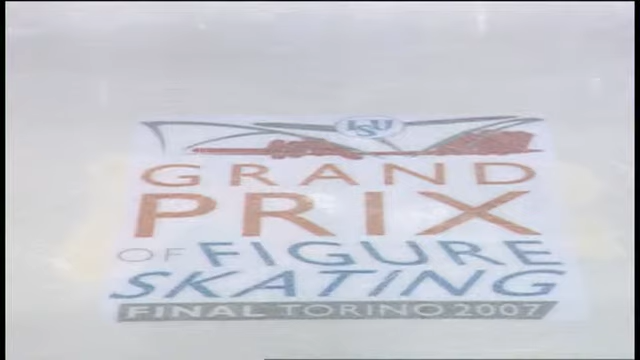 ISU
GRAND
PRIX
OF FIGURE
SKATING
FINAL TORINO 2007